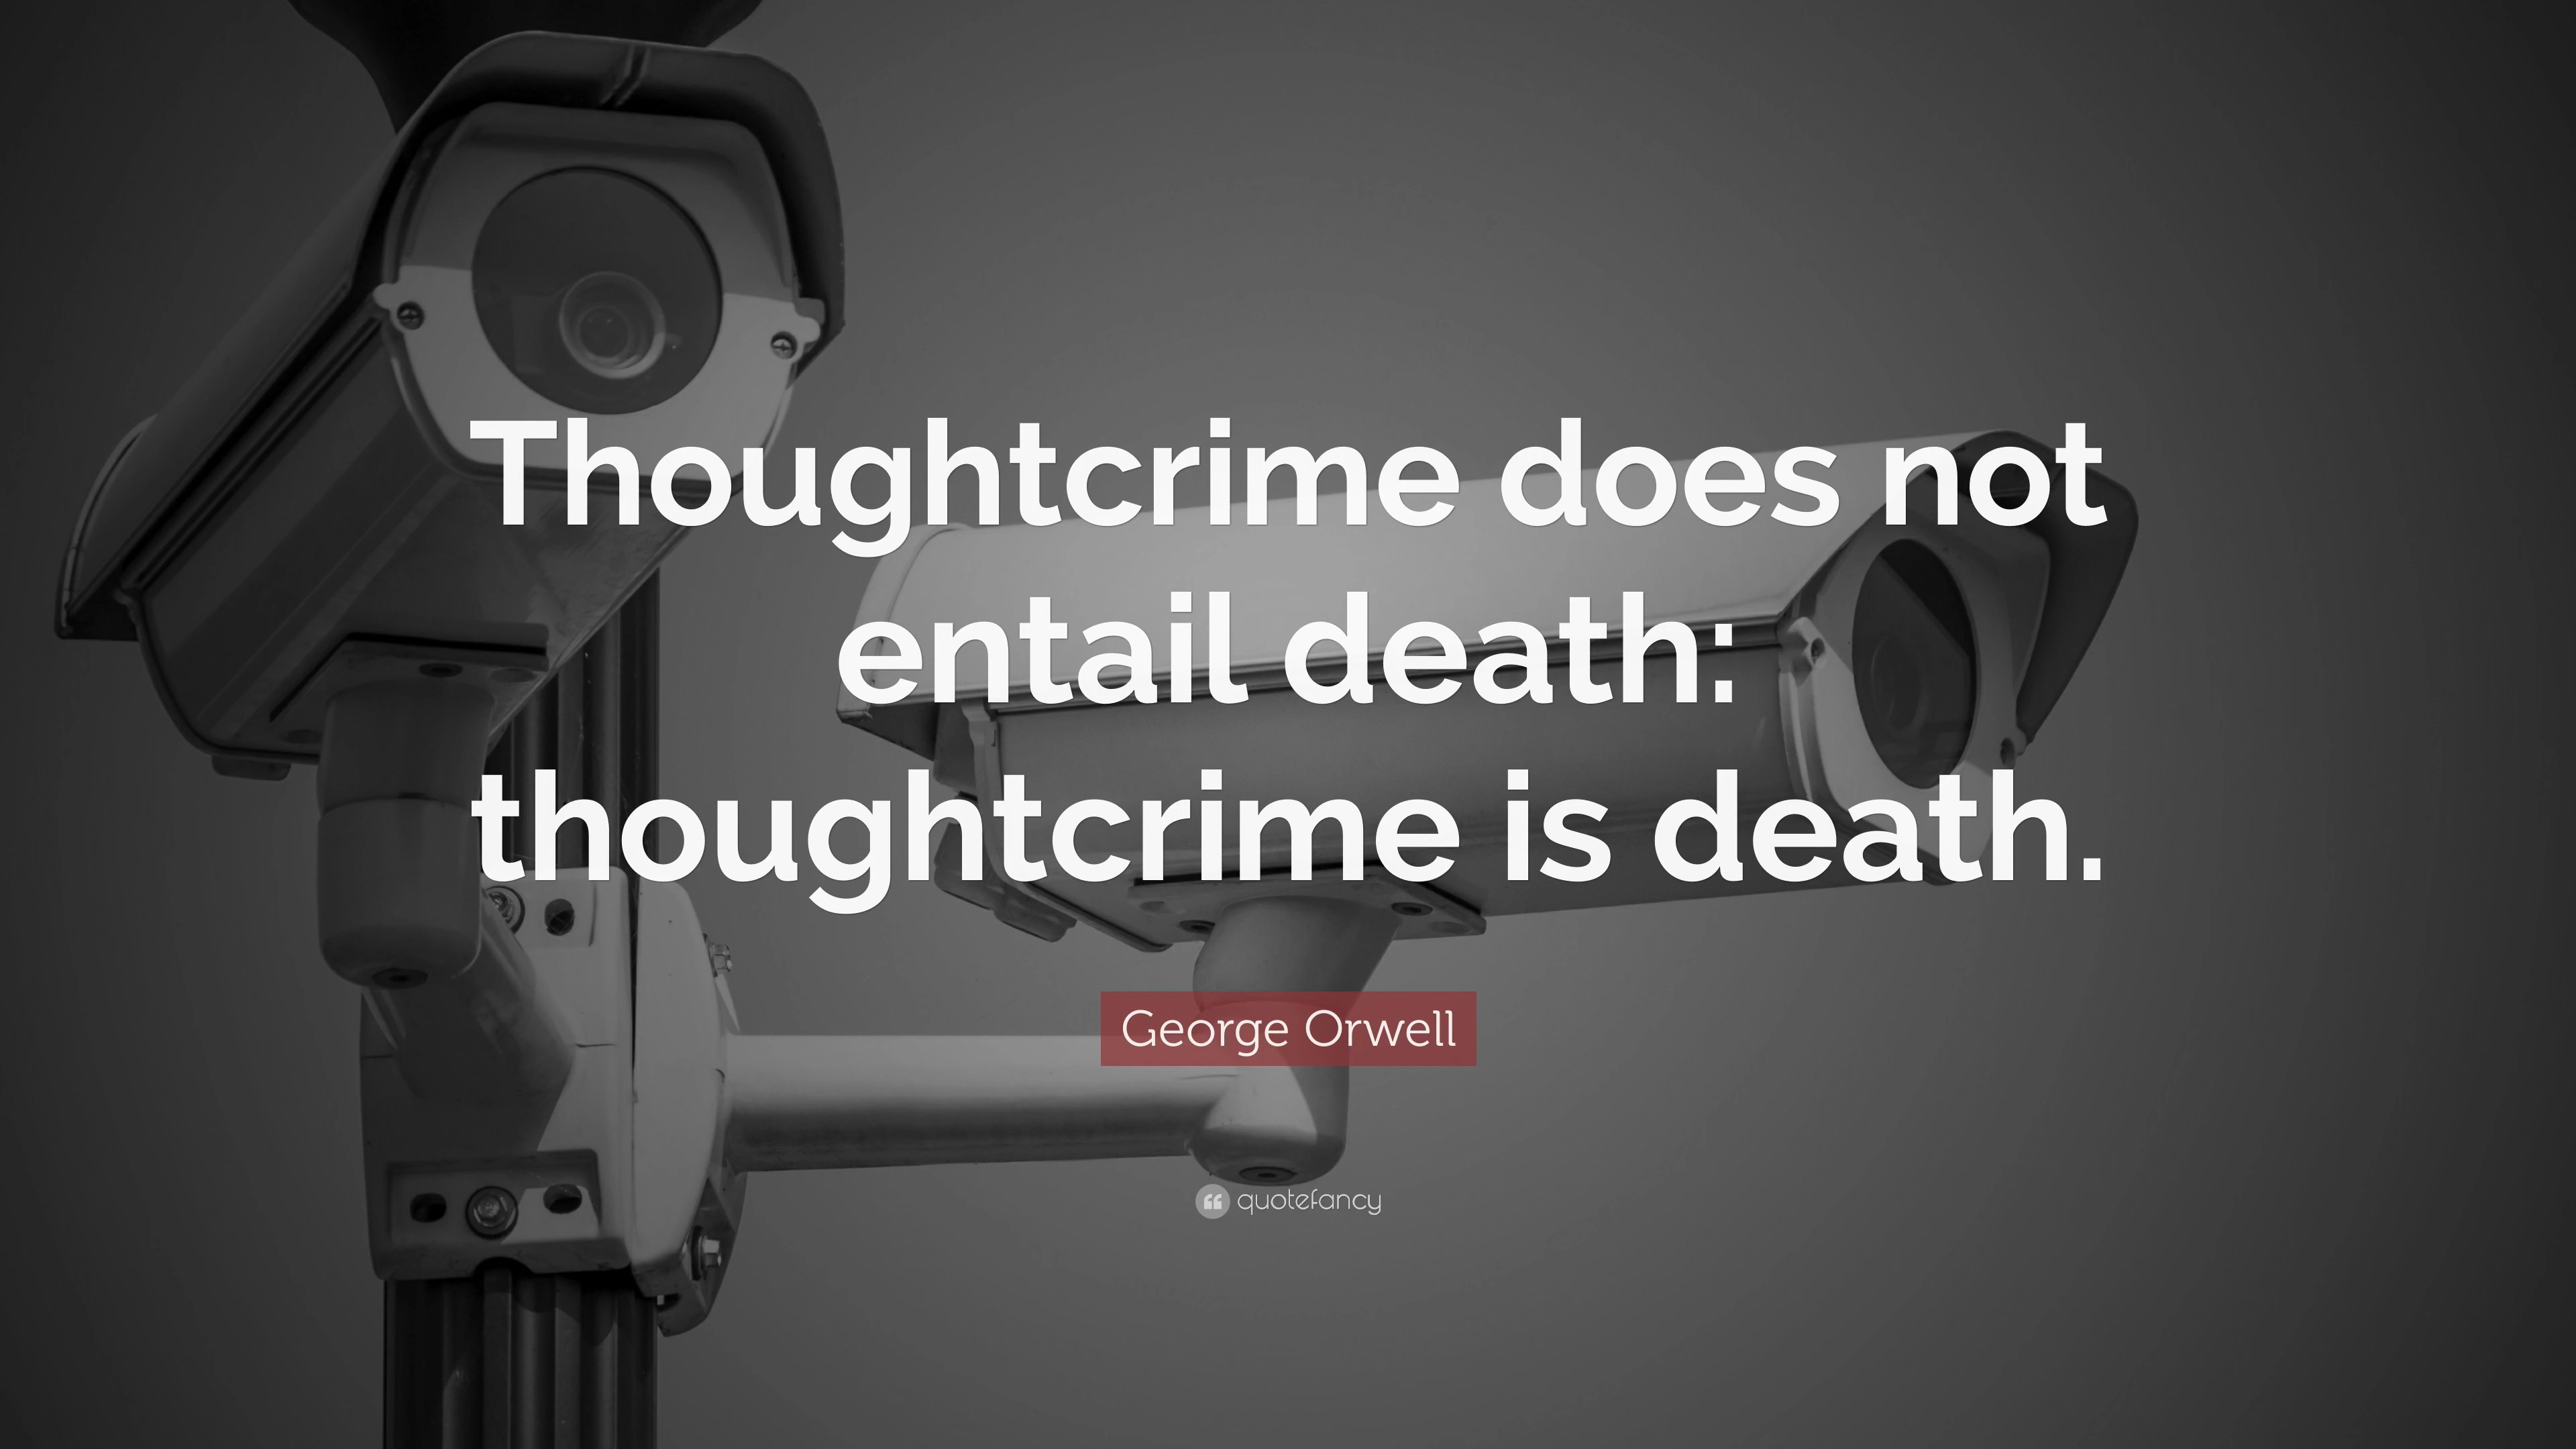 Thoughtcrime does not
entail death:
thoughtcrime is death.
George Orwell
quotefancy